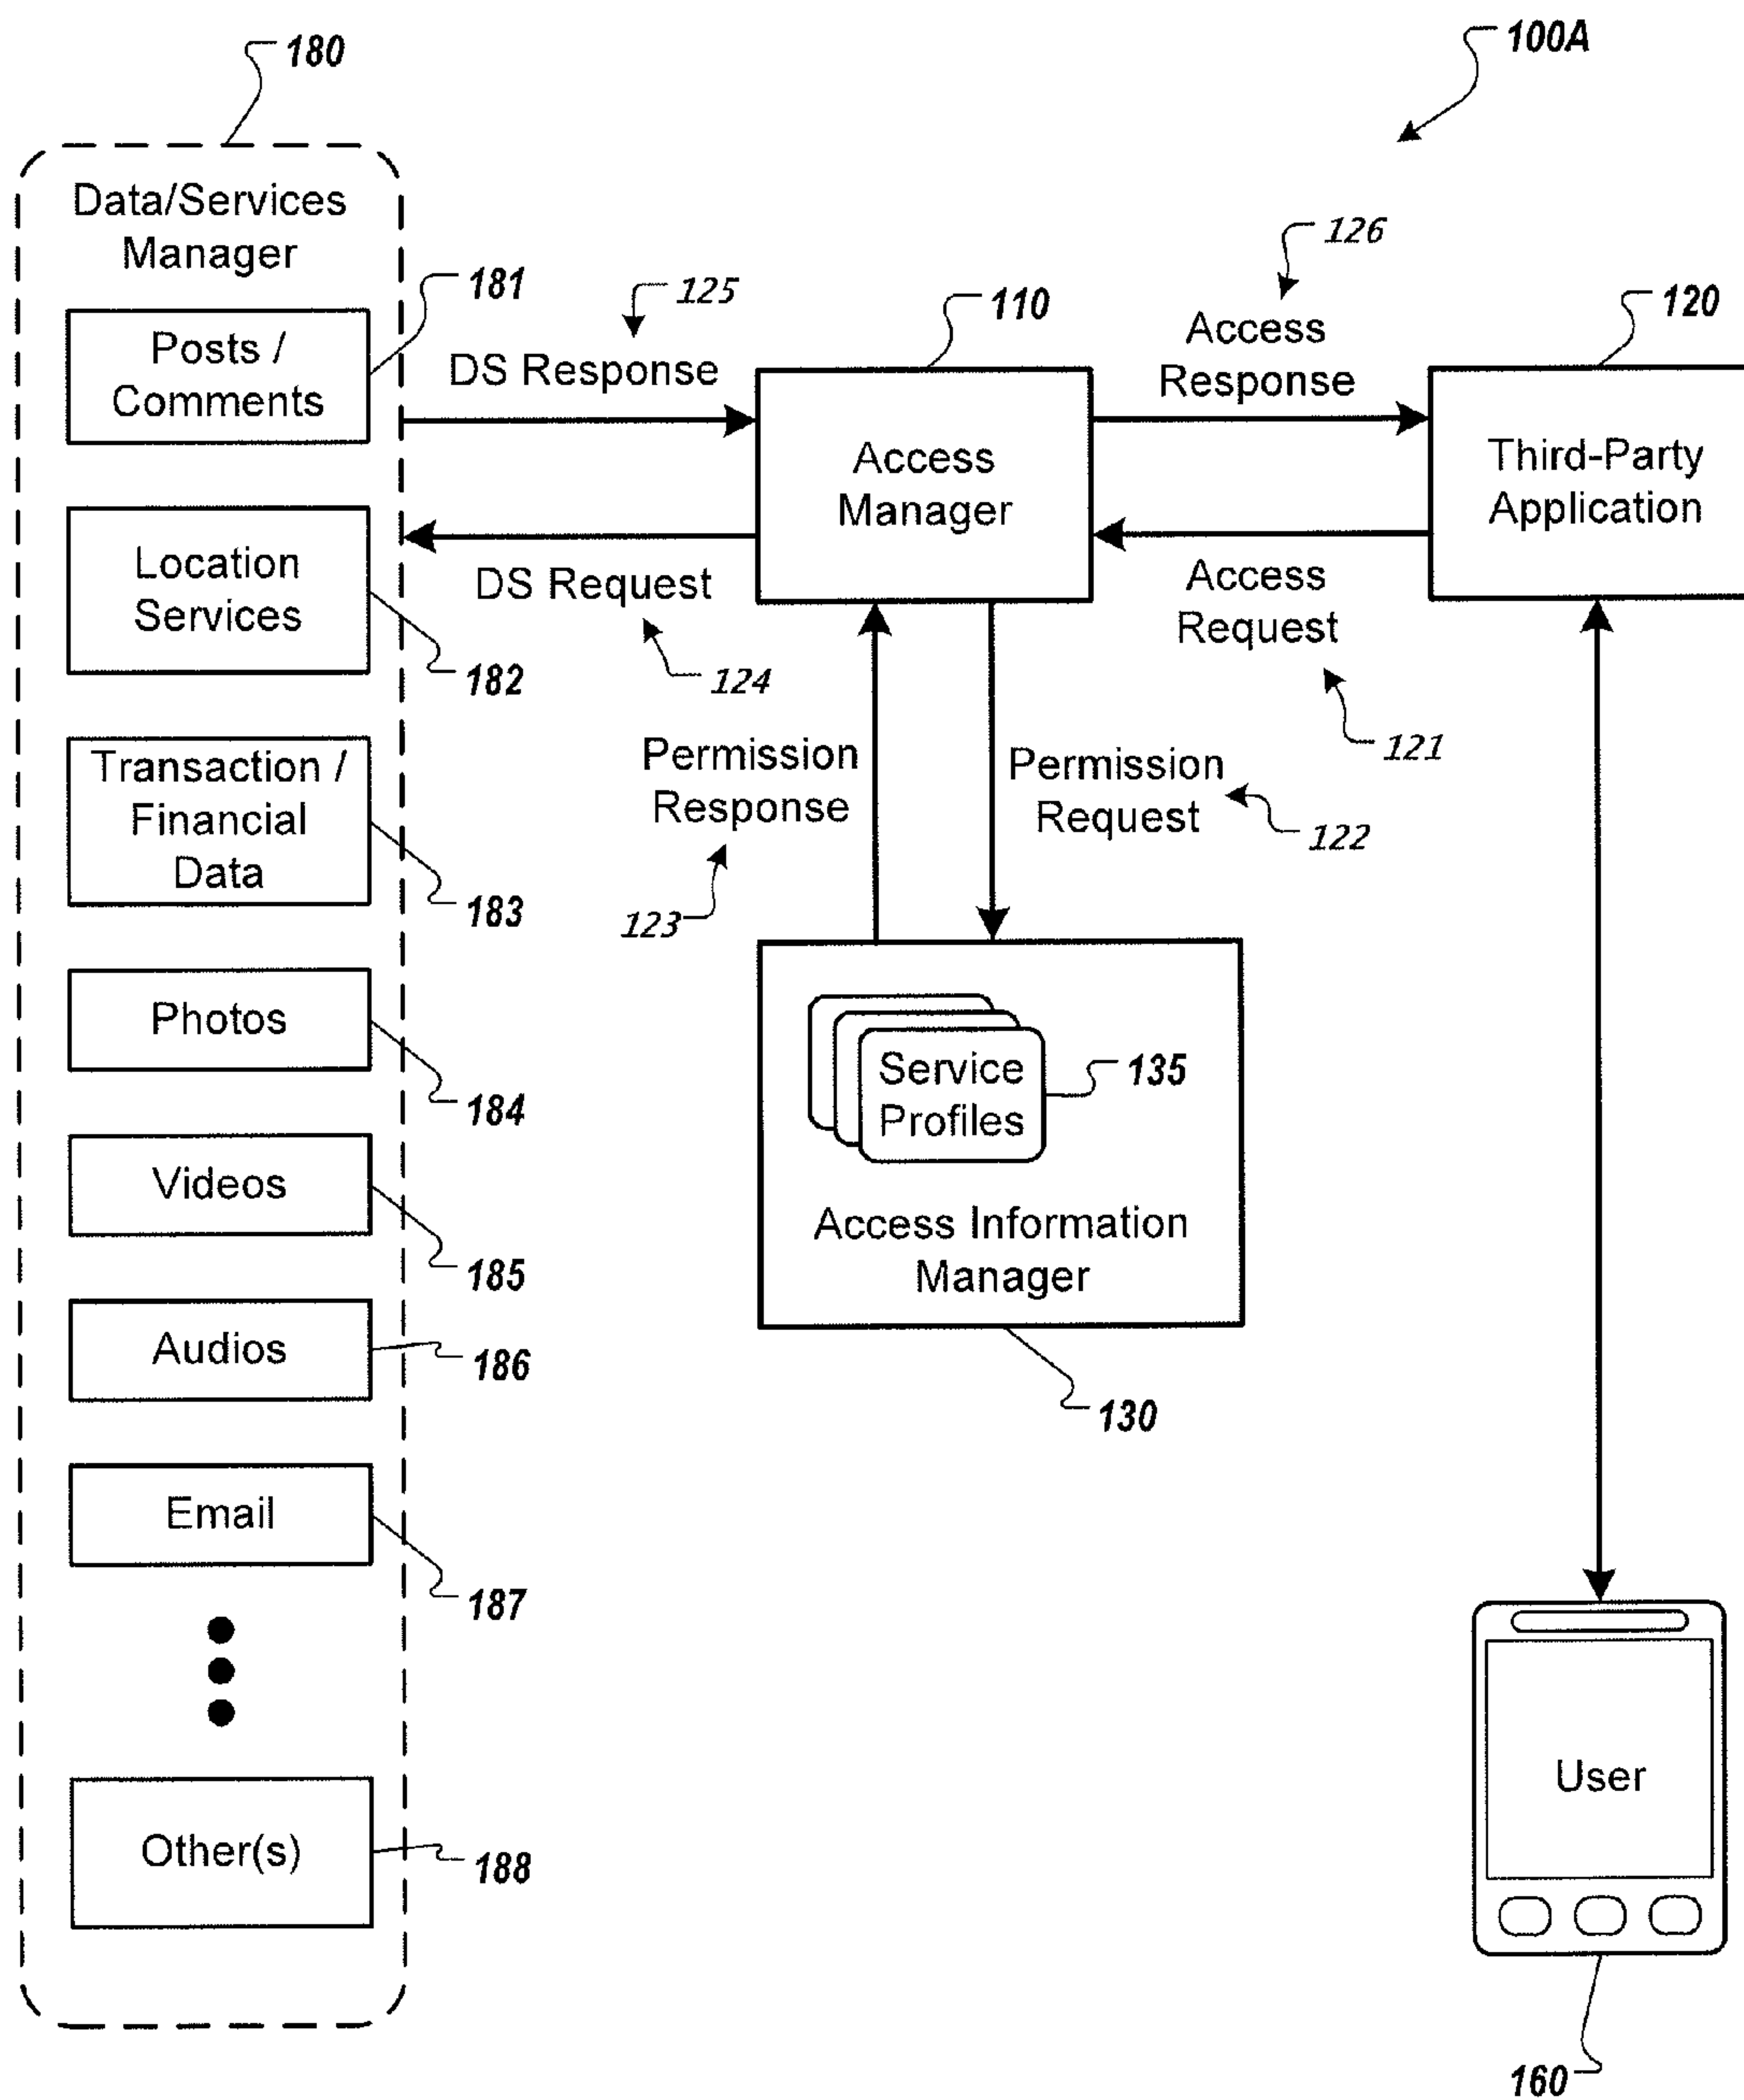 180
100A
Data/Services
Manager
181
Posts /
Comments
125
DS Response
110
126
Access
Response
120
Access
Manager
Third-Party
Application
Location
Services
182
DS Request
124
Access
Request
121
Transaction /
Financial
Data
183
Permission
Response
123
Permission
Request
122
Photos
184
Service
Profiles
135
Videos
185
Access Information
Manager
130
Audios
186
Email
187
User
160
Other(s)
188